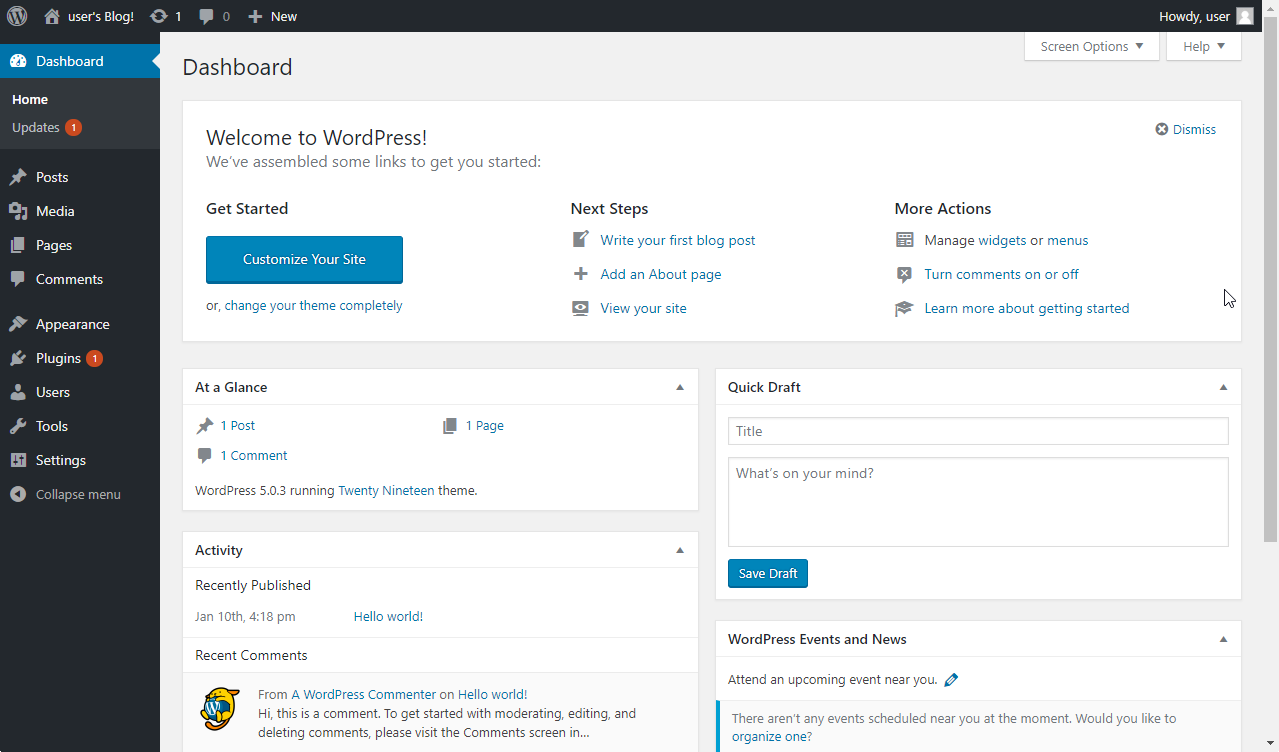 user's Blog! 1 0 New Howdy, user
Dashboard
Home
Updates 1
Posts
Media
Pages
Comments
Appearance
Plugins 1
Users
Tools
Settings
Collapse menu
Screen Options Help
Dashboard
Welcome to WordPress!
Dismiss
We've assembled some links to get you started:
Get Started
Customize Your Site
or, change your theme completely
Next Steps
Write your first blog post
Add an About page
View your site
More Actions
Manage widgets or menus
Turn comments on or off
Learn more about getting started
At a Glance
1 Post 1 Page
1 Comment
WordPress 5.0.3 running Twenty Nineteen theme.
Activity
Recently Published
Jan 10th, 4:18 pm Hello world!
Recent Comments
From A WordPress Commenter on Hello world!
Hi, this is a comment. To get started with moderating, editing, and
deleting comments, please visit the Comments screen in…
Quick Draft
Title
What's on your mind?
Save Draft
WordPress Events and News
Attend an upcoming event near you.
There aren't any events scheduled near you at the moment. Would you like to
organize one?